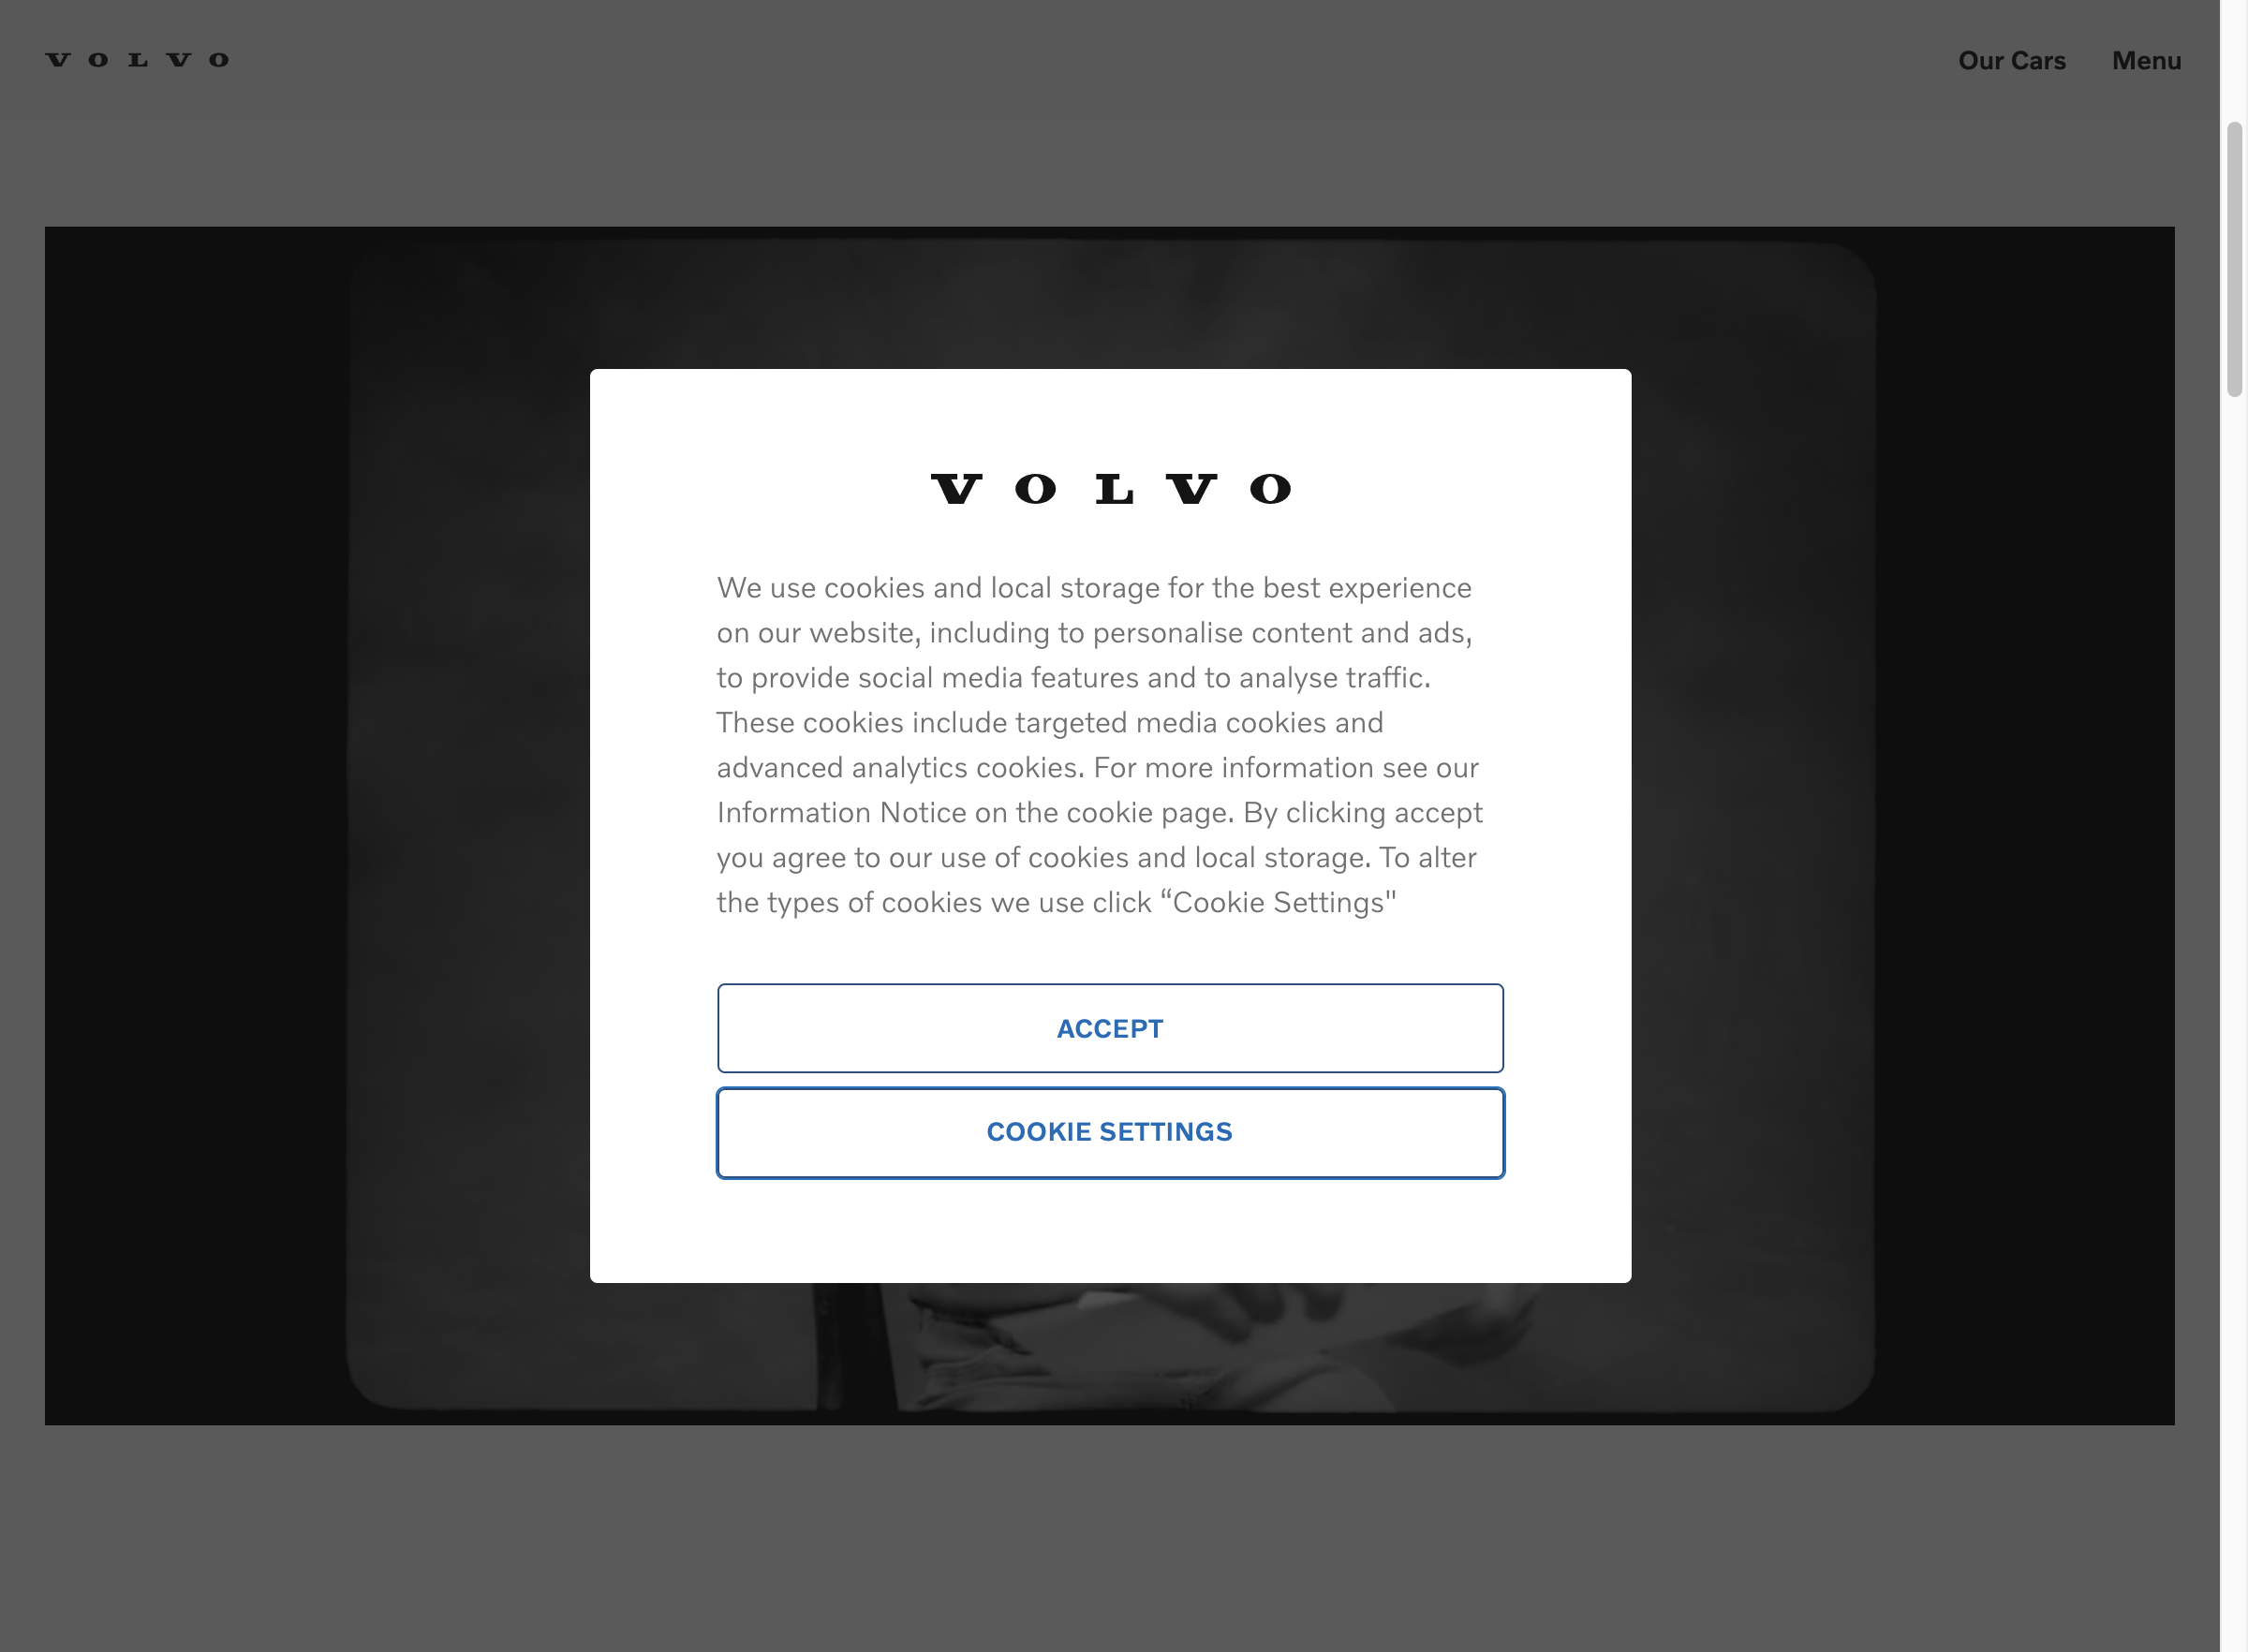 VOLVO
Our Cars
Menu
VOLVO
We use cookies and local storage for the best experience
on our website, including to personalise content and ads,
to provide social media features and to analyse traffic.
These cookies include targeted media cookies and
advanced analytics cookies. For more information see our
Information Notice on the cookie page. By clicking accept
you agree to our use of cookies and local storage. To alter
the types of cookies we use click “Cookie Settings"
ACCEPT
COOKIE SETTINGS